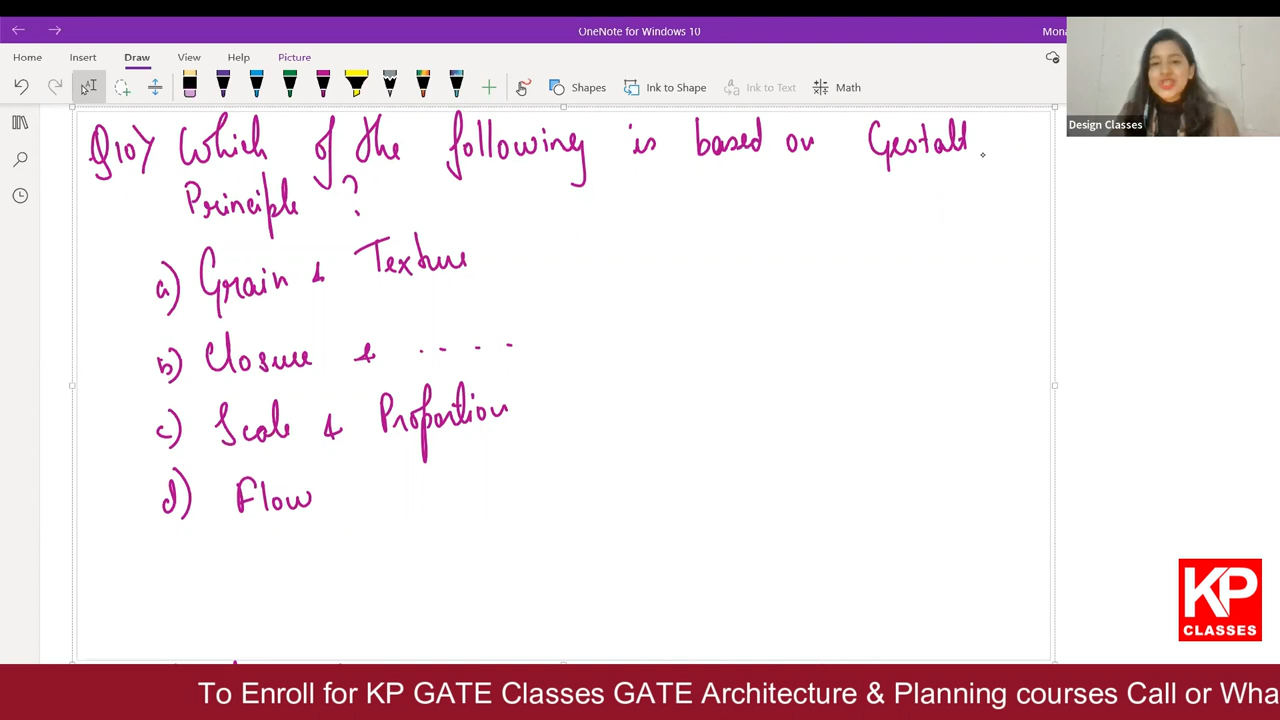 OneNote for Windows 10
Mona
Home Insert Draw View Help Picture
Shapes Ink to Shape Ink to Text Math
Design Classes
Q10) Which of the following is based on Gestalt
Principle ?
a) Grain & Texture
b) Closure & ....
c) Scale & Proportion
d) Flow
KP
CLASSES
To Enroll for KP GATE Classes GATE Architecture & Planning courses Call or Wha